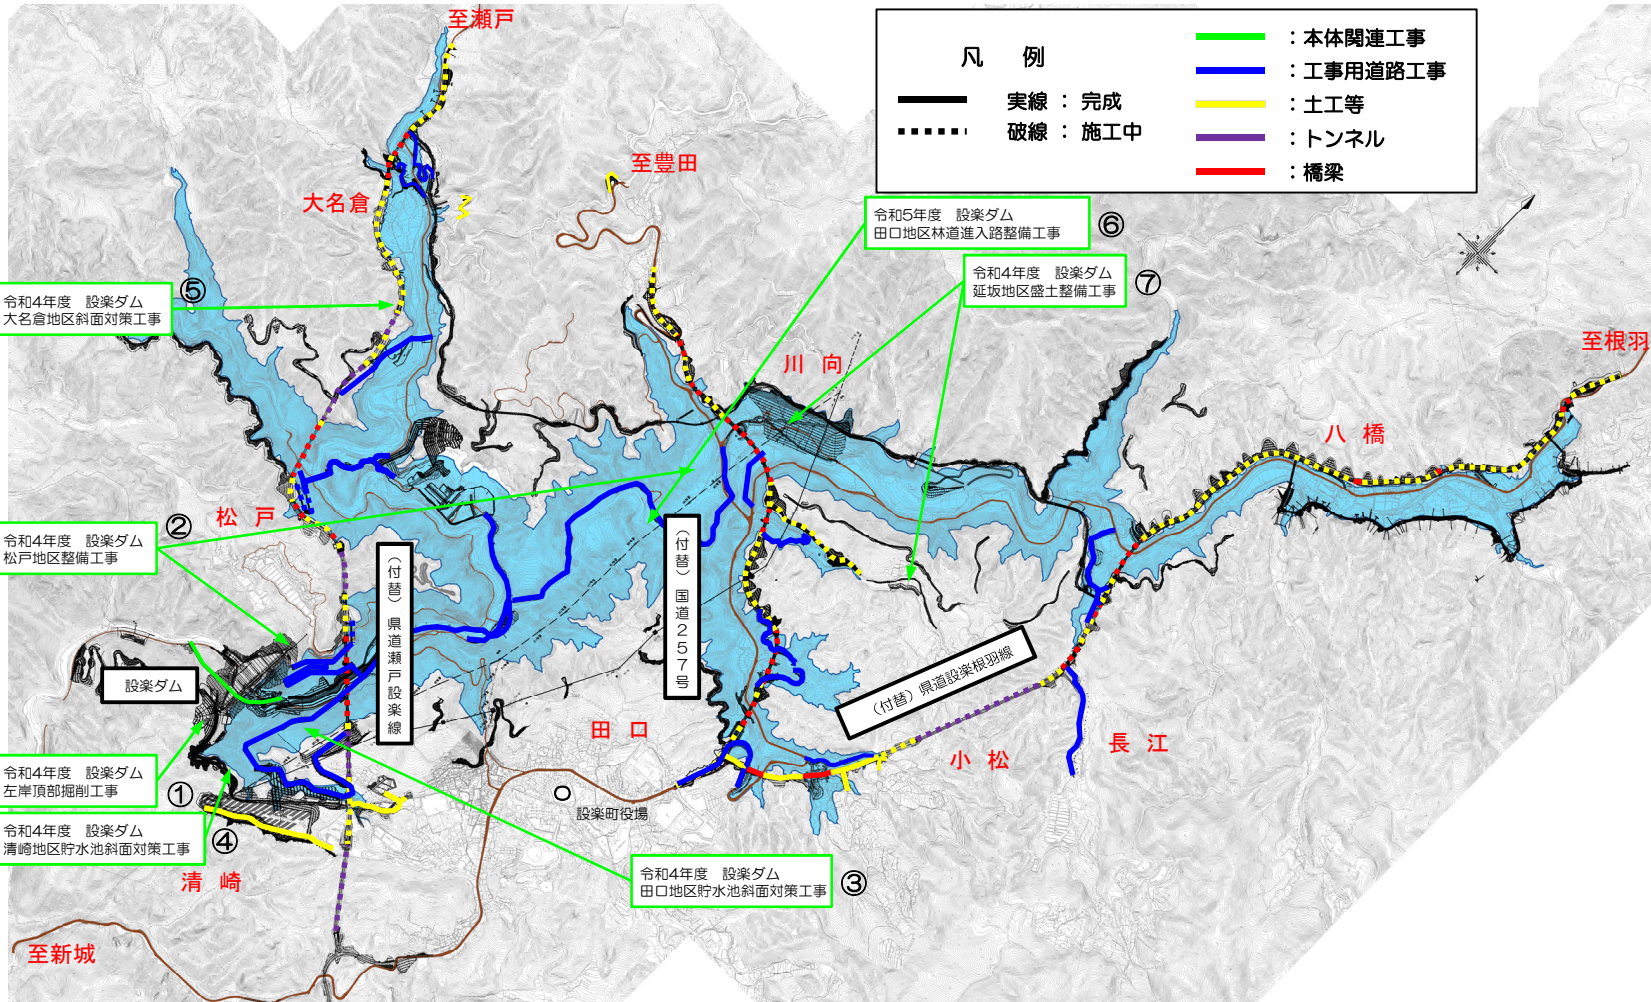 至瀬戸
凡 例
実線 ： 完成
破線 ： 施工中
：本体関連工事
：工事用道路工事
：土工等
：トンネル
：橋梁
至豊田
大名倉
令和5年度 設楽ダム
田口地区林道進入路整備工事
⑥
令和4年度 設楽ダム
延坂地区盛土整備工事
⑦
令和4年度 設楽ダム
大名倉地区斜面対策工事
⑤
川 向
至根羽
八 橋
松 戸
令和4年度 設楽ダム
松戸地区整備工事
②
（付替）県道瀬戸設楽線
（付替）国道257号
（付替）県道設楽根羽線
設楽ダム
田 口
小 松
長 江
令和4年度 設楽ダム
左岸頂部掘削工事
①
設楽町役場
令和4年度 設楽ダム
清崎地区貯水池斜面対策工事
④
清 崎
令和4年度 設楽ダム
田口地区貯水池斜面対策工事
③
至新城